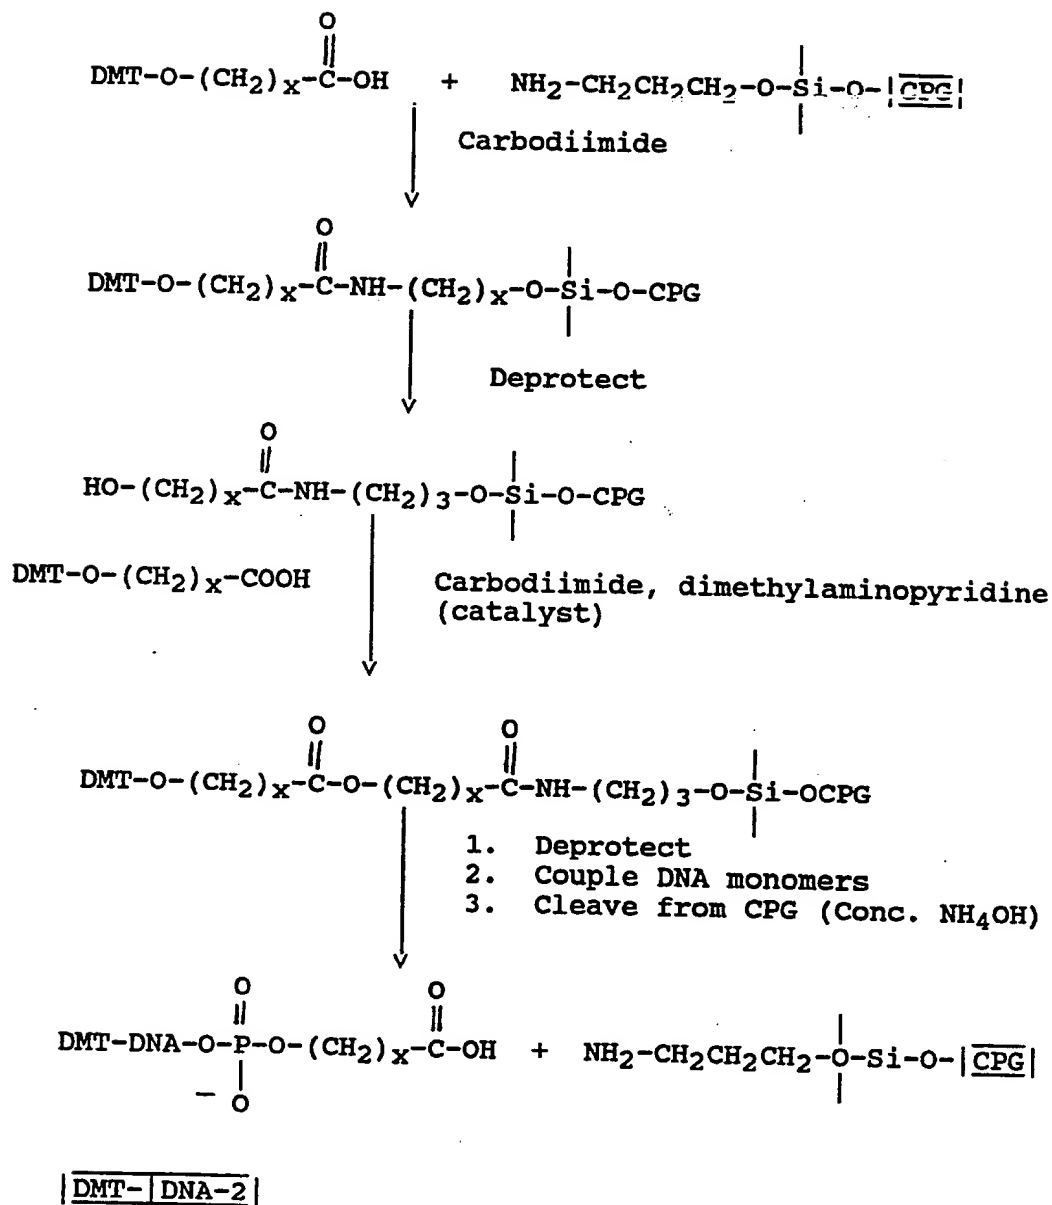 O
DMT-O-(CH2)x-C-OH + NH2-CH2CH2CH2-O-Si-O-|CPG|
Carbodiimide
O
DMT-O-(CH2)x-C-NH-(CH2)x-O-Si-O-CPG
Deprotect
O
HO-(CH2)x-C-NH-(CH2)3-O-Si-O-CPG
DMT-O-(CH2)x-COOH
Carbodiimide, dimethylaminopyridine
(catalyst)
O O
DMT-O-(CH2)x-C-O-(CH2)x-C-NH-(CH2)3-O-Si-OCPG
1. Deprotect
2. Couple DNA monomers
3. Cleave from CPG (Conc. NH4OH)
O O
DMT-DNA-O-P-O-(CH2)x-C-OH + NH2-CH2CH2CH2-O-Si-O-|CPG|
- O
|DMT-|DNA-2|